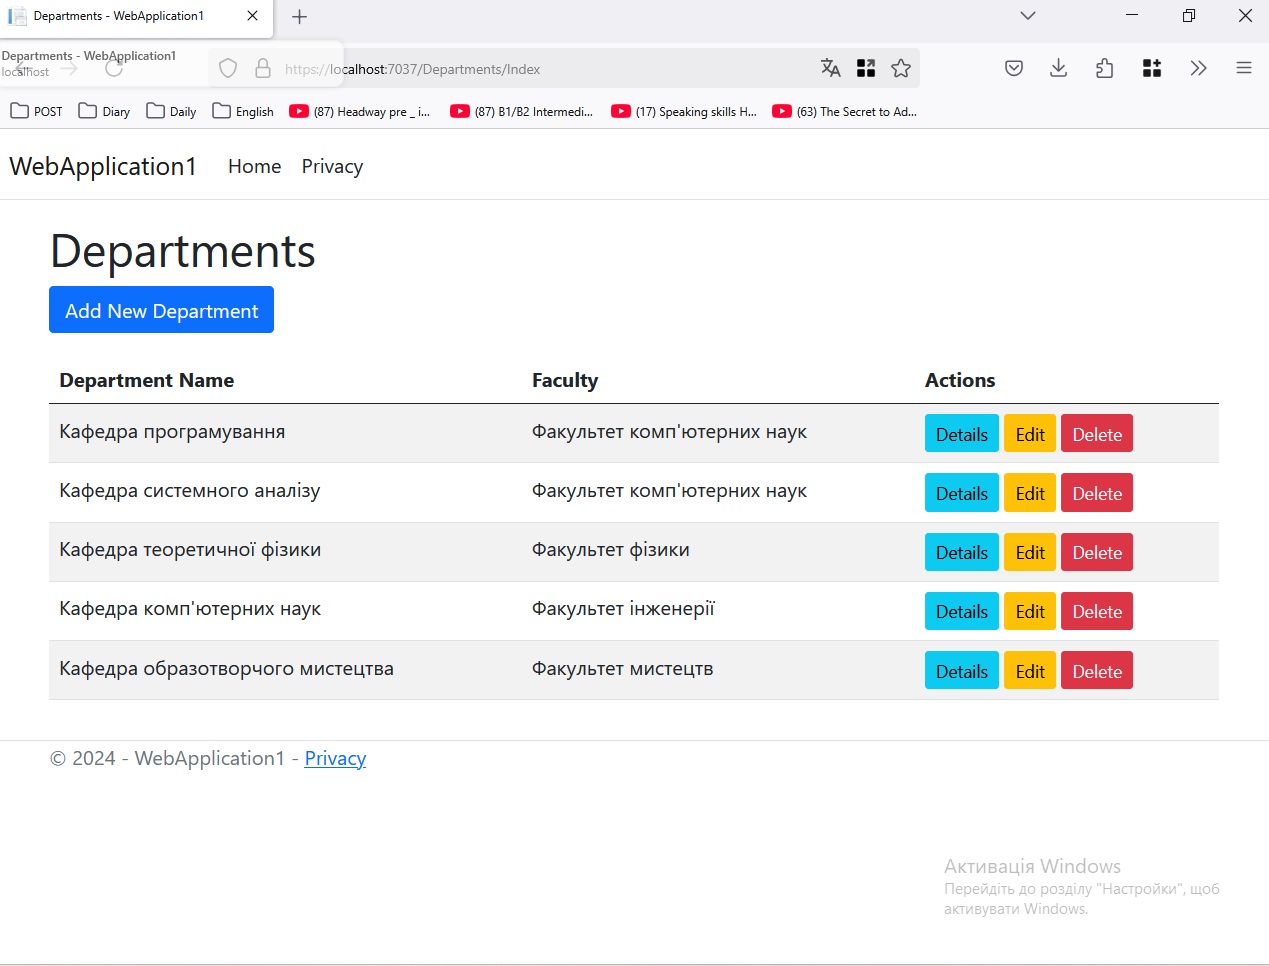 Departments - WebApplication1
Departments - WebApplication1
localhost
https://localhost:7037/Departments/Index
POST Diary Daily English (87) Headway pre _ i... (87) B1/B2 Intermedi... (17) Speaking skills H... (63) The Secret to Ad...
WebApplication1 Home Privacy
Departments
Add New Department
Department Name Faculty Actions
Кафедра програмування Факультет комп'ютерних наук Details Edit Delete
Кафедра системного аналізу Факультет комп'ютерних наук Details Edit Delete
Кафедра теоретичної фізики Факультет фізики Details Edit Delete
Кафедра комп'ютерних наук Факультет інженерії Details Edit Delete
Кафедра образотворчого мистецтва Факультет мистецтв Details Edit Delete
© 2024 - WebApplication1 - Privacy
Активація Windows
Перейдіть до розділу "Настройки", щоб
активувати Windows.